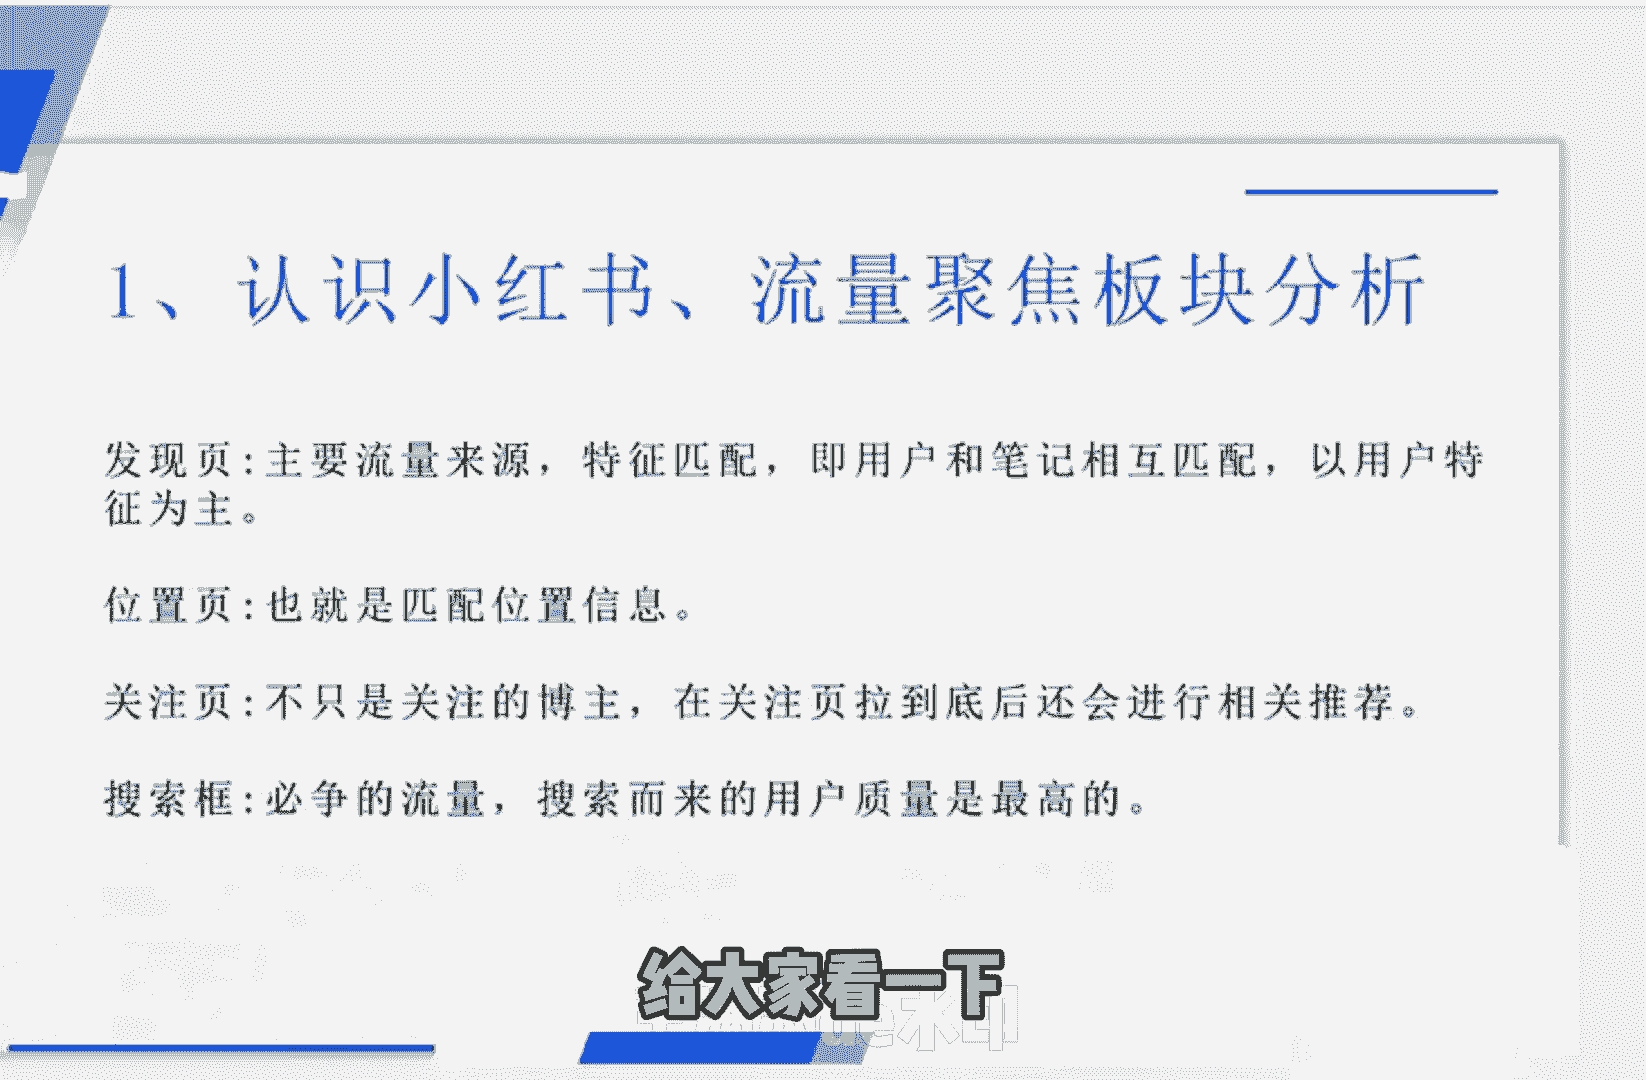 1、认识小红书、流量聚焦板块分析
发现页:主要流量来源，特征匹配，即用户和笔记相互匹配，以用户特
征为主。
位置页:也就是匹配位置信息。
关注页:不只是关注的博主，在关注页拉到底后还会进行相关推荐。
搜索框:必争的流量，搜索而来的用户质量是最高的。
给大家看一下
水印